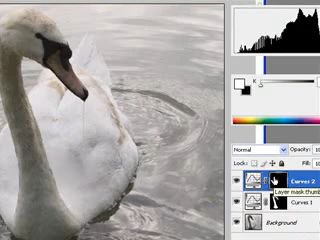 K
Normal Opacity: 10
Lock: Fill: 10
Curves 2
Layer mask thumb
Curves 1
Background